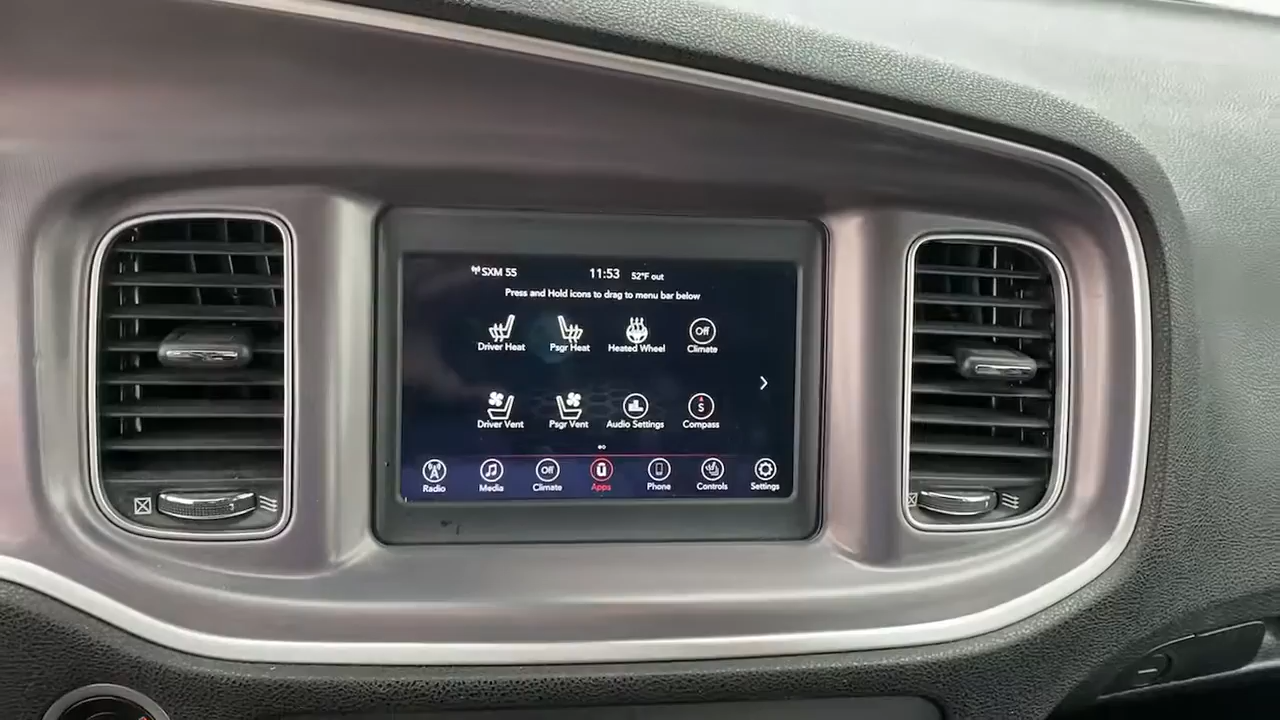 SXM 55 11:53 52°F out
Press and Hold icons to drag to menu bar below
Off
Driver Heat Psgr Heat Heated Wheel Climate
S
Driver Vent Psgr Vent Audio Settings Compass
Off
Radio Media Climate Apps Phone Controls Settings